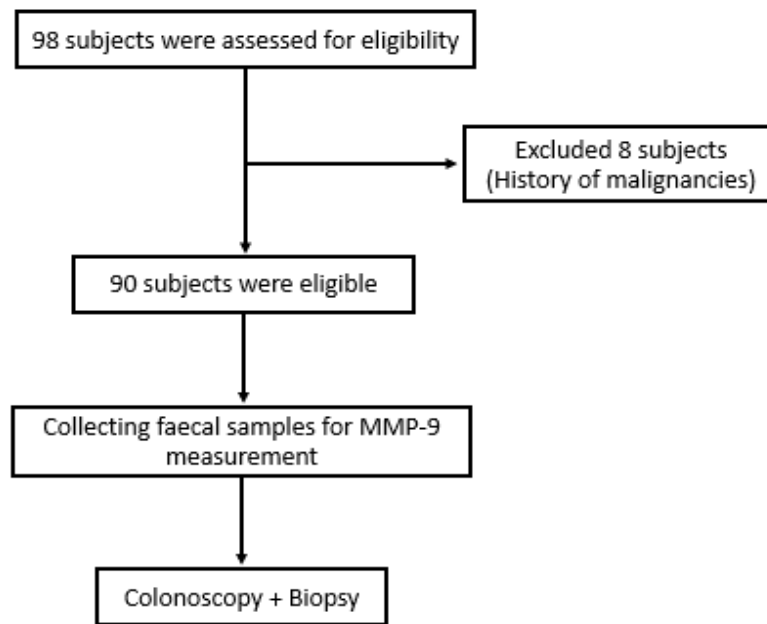 98 subjects were assessed for eligibility
Excluded 8 subjects
(History of malignancies)
90 subjects were eligible
Collecting faecal samples for MMP-9
measurement
Colonoscopy + Biopsy